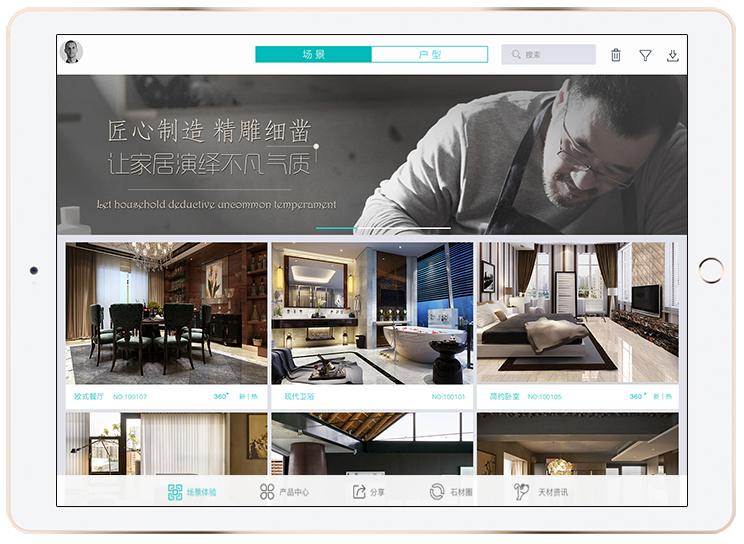 场景
户型
搜索
匠心制造 精雕细凿
让家居演绎不凡气质
Let household deductive uncommon temperament
欧式餐厅 NO:100107 360° 新|热
现代卫浴 NO:100101
简约卧室 NO:100105 360° 新|热
场景体验
产品中心
分享
石材圈
天材资讯